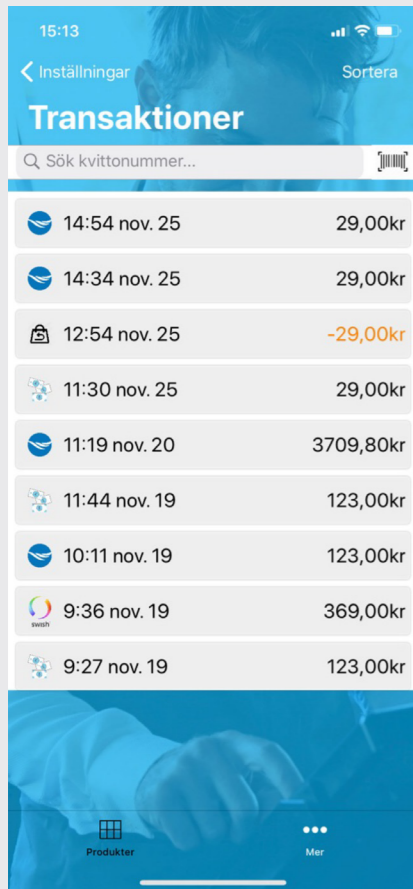 15:13
Inställningar Sortera
Transaktioner
Sök kvittonummer...
14:54 nov. 25 29,00kr
14:34 nov. 25 29,00kr
12:54 nov. 25 -29,00kr
11:30 nov. 25 29,00kr
11:19 nov. 20 3709,80kr
11:44 nov. 19 123,00kr
10:11 nov. 19 123,00kr
swish 9:36 nov. 19 369,00kr
9:27 nov. 19 123,00kr
Produkter Mer